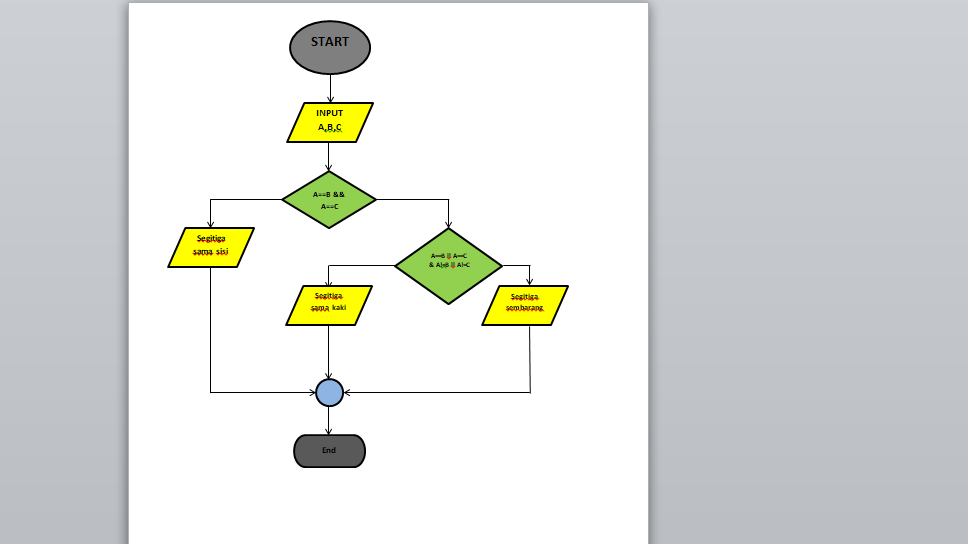 START
INPUT
A,B,C
A==B &&
A==C
Segitiga
sama sisi
A==B || A==C
& A!=B || A!=C
Segitiga
sama kaki
Segitiga
sembarang
End